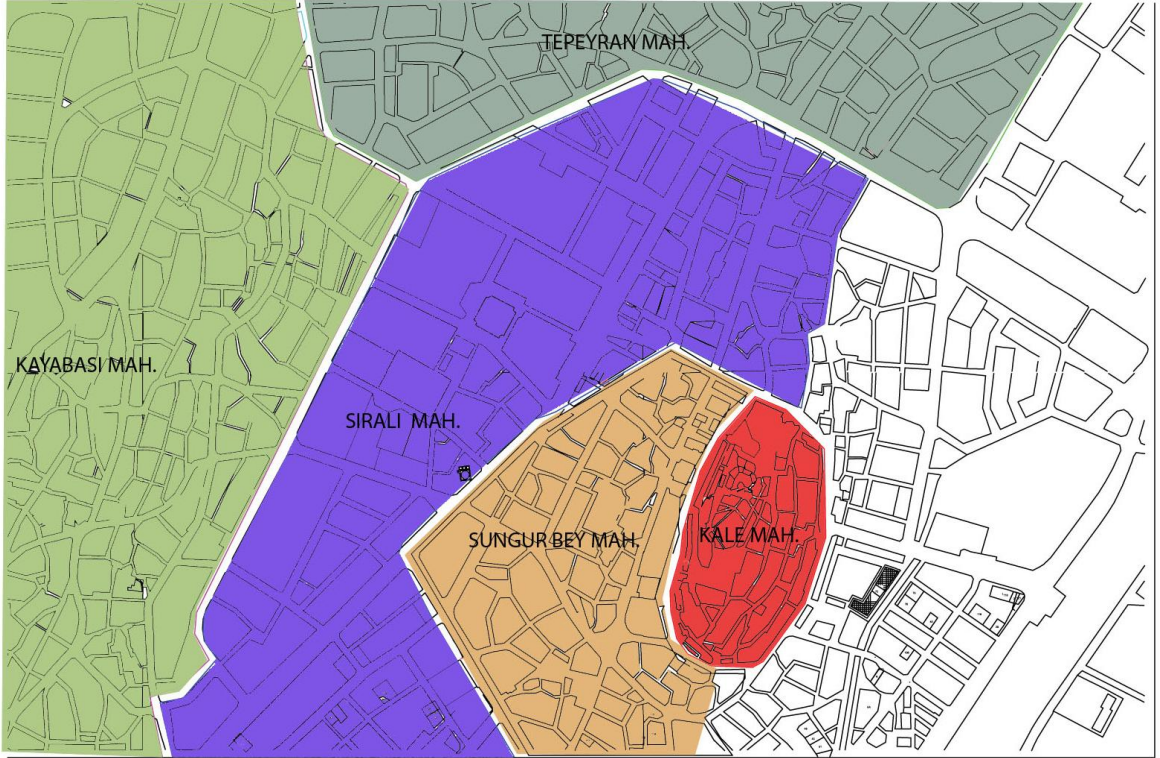 TEPEYRAN MAH.
KAYABASI MAH.
SIRALI MAH.
SUNGUR BEY MAH.
KALE MAH.